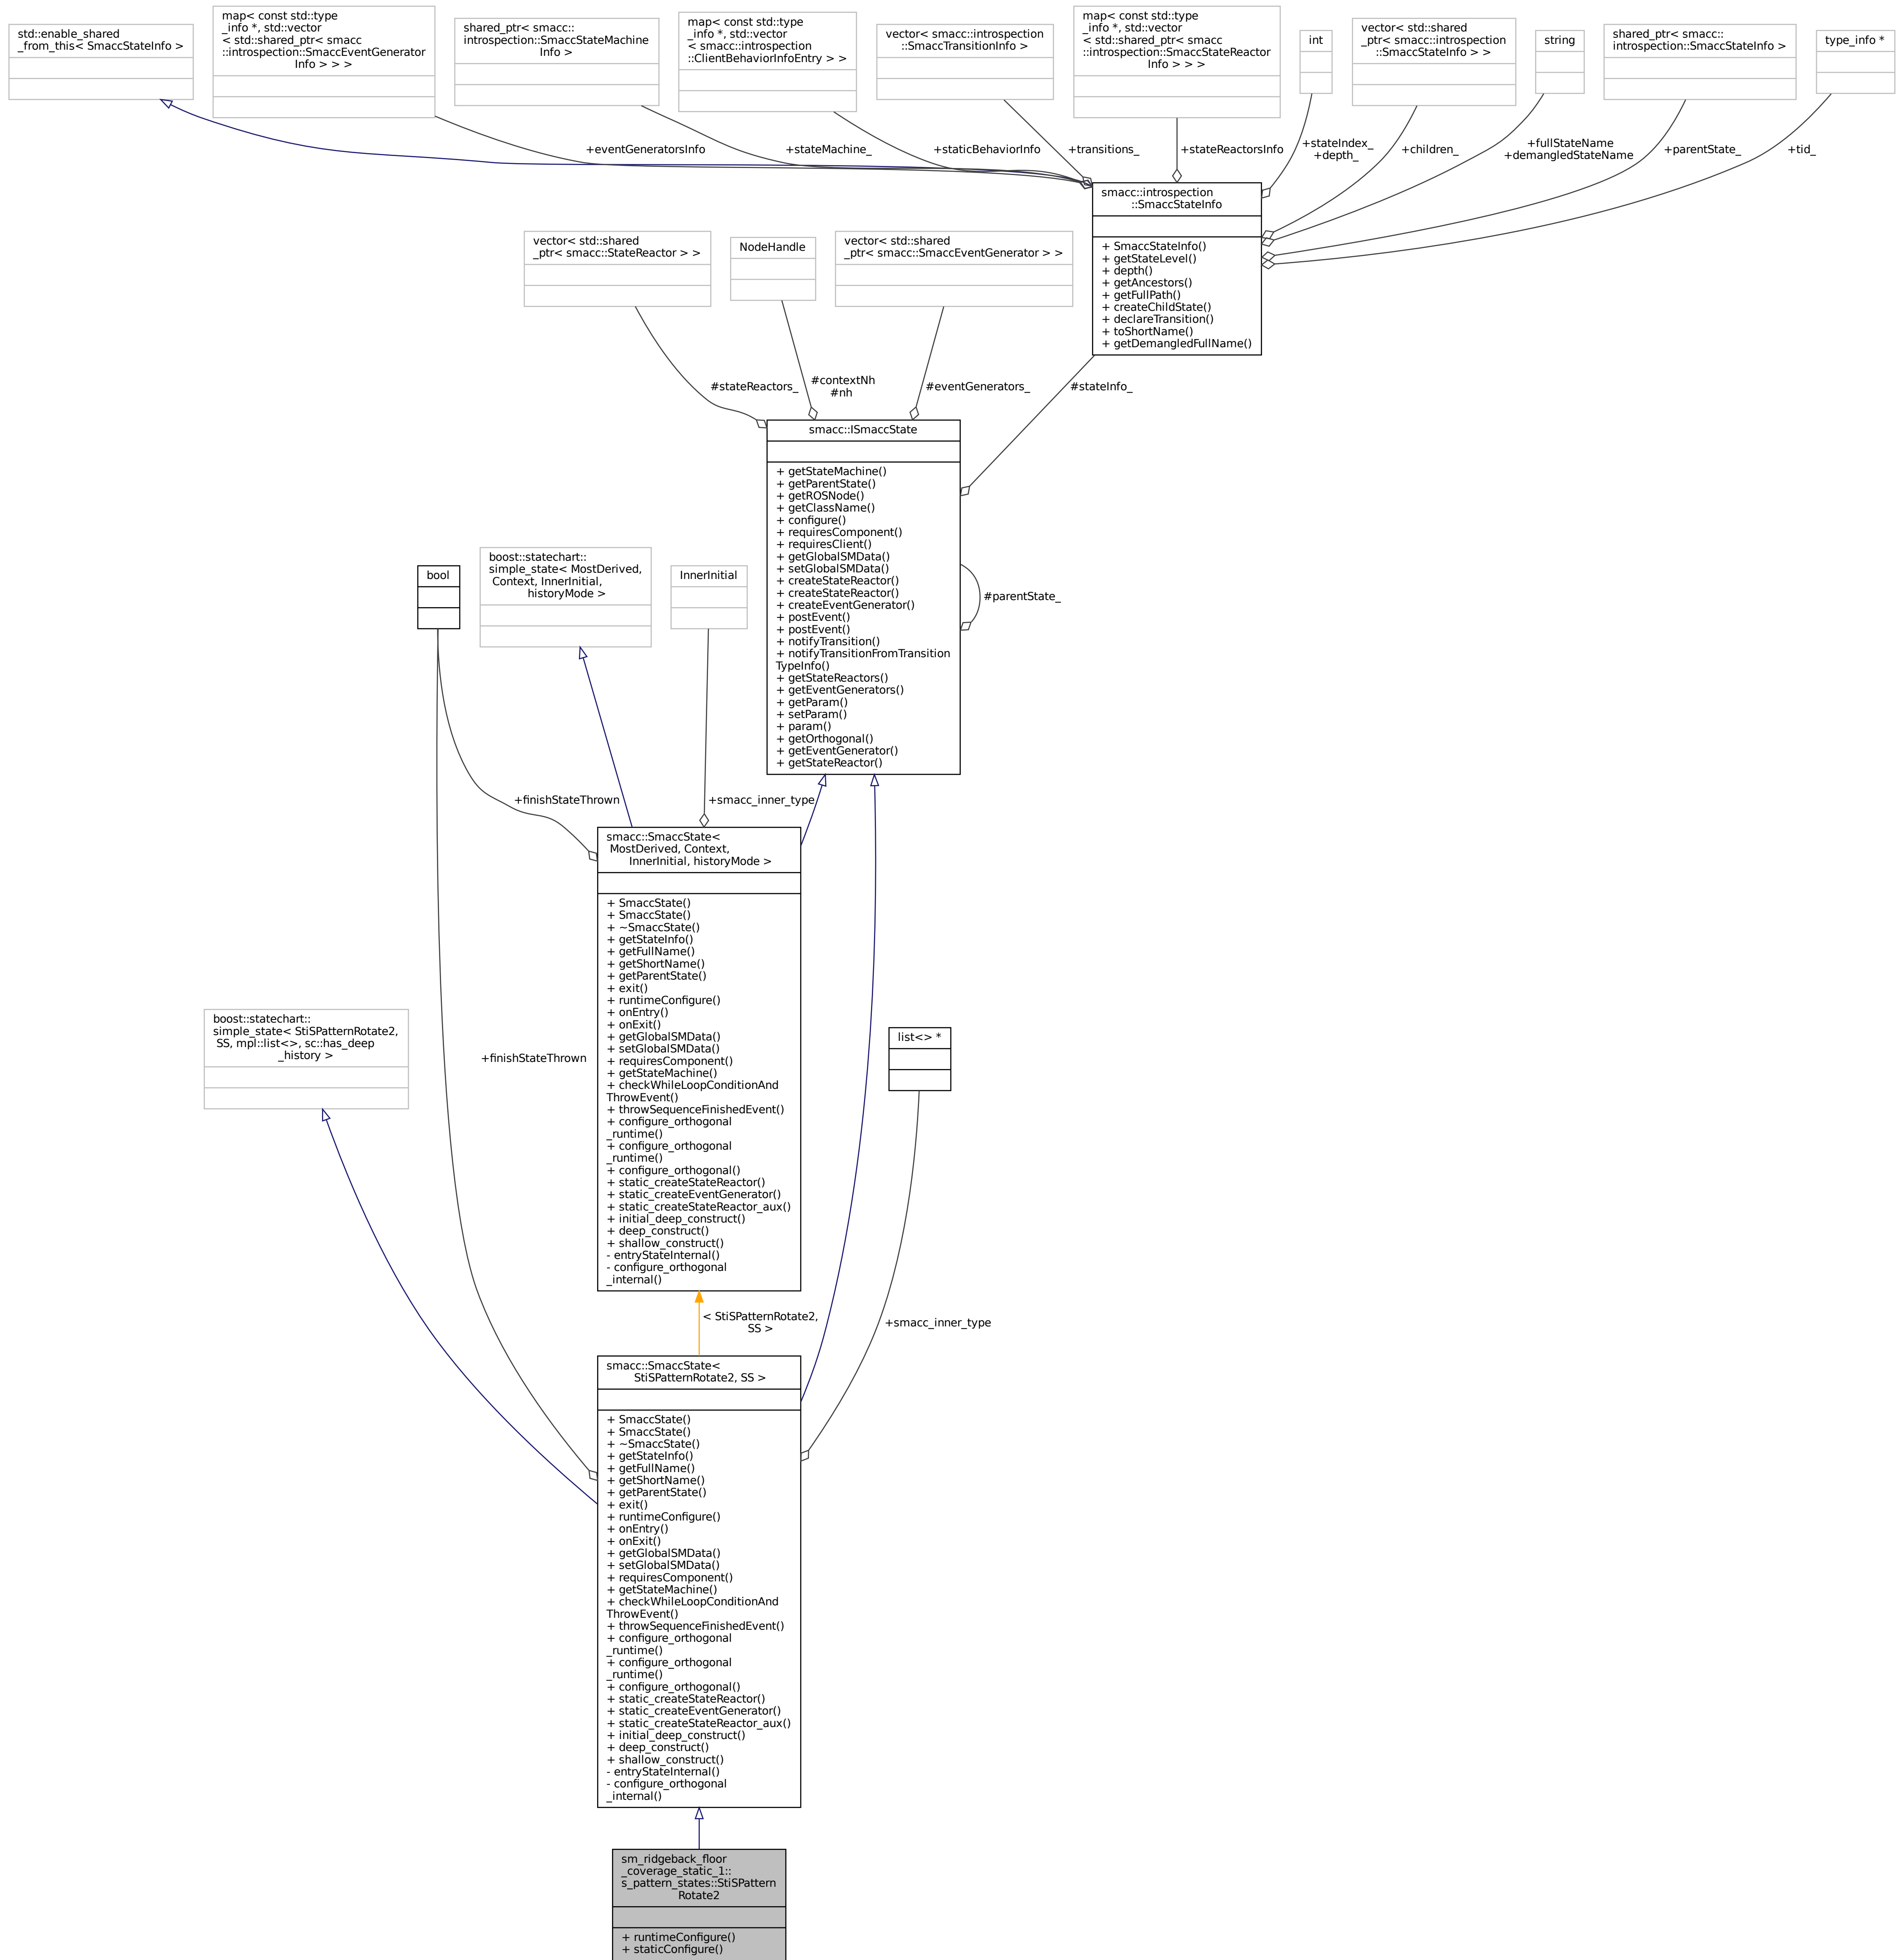 std::enable_shared
_from_this< SmaccStateInfo >
map< const std::type
_info *, std::vector
< std::shared_ptr< smacc
::introspection::SmaccEventGenerator
Info > > >
shared_ptr< smacc::
introspection::SmaccStateMachine
Info >
map< const std::type
_info *, std::vector
< smacc::introspection
::ClientBehaviorInfoEntry > >
vector< smacc::introspection
::SmaccTransitionInfo >
map< const std::type
_info *, std::vector
< std::shared_ptr< smacc
::introspection::SmaccStateReactor
Info > > >
int
vector< std::shared
_ptr< smacc::introspection
::SmaccStateInfo > >
string
shared_ptr< smacc::
introspection::SmaccStateInfo >
type_info *
+eventGeneratorsInfo
+stateMachine_
+staticBehaviorInfo
+transitions_
+stateReactorsInfo
+stateIndex_
+depth_
+children_
+fullStateName
+demangledStateName
+parentState_
+tid_
smacc::introspection
::SmaccStateInfo
+ SmaccStateInfo()
+ getStateLevel()
+ depth()
+ getAncestors()
+ getFullPath()
+ createChildState()
+ declareTransition()
+ toShortName()
+ getDemangledFullName()
vector< std::shared
_ptr< smacc::StateReactor > >
NodeHandle
vector< std::shared
_ptr< smacc::SmaccEventGenerator > >
#stateReactors_
#contextNh
#nh
#eventGenerators_
#stateInfo_
smacc::ISmaccState
+ getStateMachine()
+ getParentState()
+ getROSNode()
+ getClassName()
+ configure()
+ requiresComponent()
+ requiresClient()
+ getGlobalSMData()
+ setGlobalSMData()
+ createStateReactor()
+ createStateReactor()
+ createEventGenerator()
+ postEvent()
+ postEvent()
+ notifyTransition()
+ notifyTransitionFromTransition
TypeInfo()
+ getStateReactors()
+ getEventGenerators()
+ getParam()
+ setParam()
+ param()
+ getOrthogonal()
+ getEventGenerator()
+ getStateReactor()
#parentState_
bool
boost::statechart::
simple_state< MostDerived,
Context, InnerInitial,
historyMode >
InnerInitial
+finishStateThrown
+smacc_inner_type
smacc::SmaccState<
MostDerived, Context,
InnerInitial, historyMode >
+ SmaccState()
+ SmaccState()
+ ~SmaccState()
+ getStateInfo()
+ getFullName()
+ getShortName()
+ getParentState()
+ exit()
+ runtimeConfigure()
+ onEntry()
+ onExit()
+ getGlobalSMData()
+ setGlobalSMData()
+ requiresComponent()
+ getStateMachine()
+ checkWhileLoopConditionAnd
ThrowEvent()
+ throwSequenceFinishedEvent()
+ configure_orthogonal
_runtime()
+ configure_orthogonal
_runtime()
+ configure_orthogonal()
+ static_createStateReactor()
+ static_createEventGenerator()
+ static_createStateReactor_aux()
+ initial_deep_construct()
+ deep_construct()
+ shallow_construct()
- entryStateInternal()
- configure_orthogonal
_internal()
boost::statechart::
simple_state< StiSPatternRotate2,
SS, mpl::list<>, sc::has_deep
_history >
+finishStateThrown
list<> *
< StiSPatternRotate2,
SS >
+smacc_inner_type
smacc::SmaccState<
StiSPatternRotate2, SS >
+ SmaccState()
+ SmaccState()
+ ~SmaccState()
+ getStateInfo()
+ getFullName()
+ getShortName()
+ getParentState()
+ exit()
+ runtimeConfigure()
+ onEntry()
+ onExit()
+ getGlobalSMData()
+ setGlobalSMData()
+ requiresComponent()
+ getStateMachine()
+ checkWhileLoopConditionAnd
ThrowEvent()
+ throwSequenceFinishedEvent()
+ configure_orthogonal
_runtime()
+ configure_orthogonal
_runtime()
+ configure_orthogonal()
+ static_createStateReactor()
+ static_createEventGenerator()
+ static_createStateReactor_aux()
+ initial_deep_construct()
+ deep_construct()
+ shallow_construct()
- entryStateInternal()
- configure_orthogonal
_internal()
sm_ridgeback_floor
_coverage_static_1::
s_pattern_states::StiSPattern
Rotate2
+ runtimeConfigure()
+ staticConfigure()